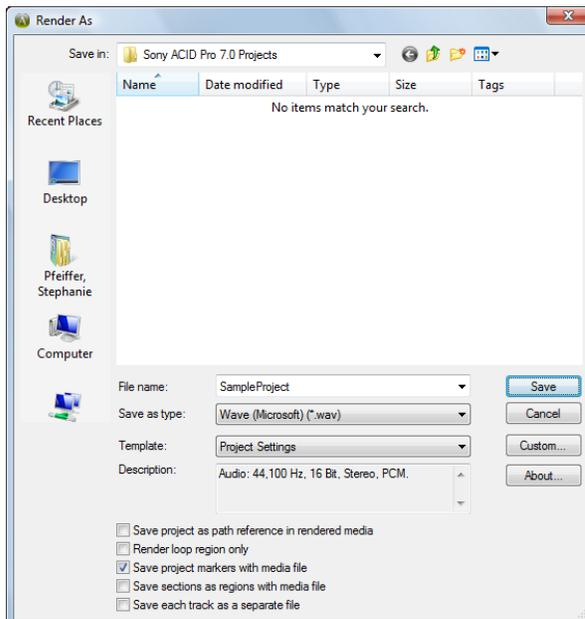 Render As
Save in: Sony ACID Pro 7.0 Projects
Name Date modified Type Size Tags
No items match your search.
Recent Places
Desktop
Pfeiffer,
Stephanie
Computer
File name: SampleProject Save
Save as type: Wave (Microsoft) (*.wav) Cancel
Template: Project Settings Custom...
Description: Audio: 44,100 Hz, 16 Bit, Stereo, PCM. About...
Save project as path reference in rendered media
Render loop region only
Save project markers with media file
Save sections as regions with media file
Save each track as a separate file